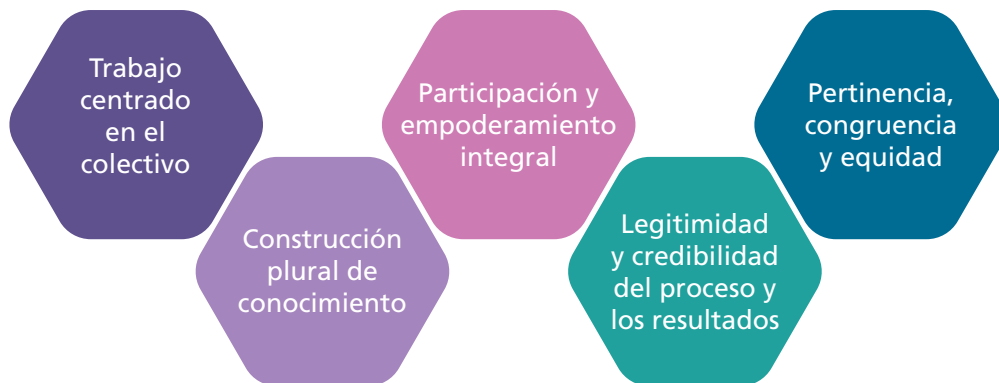 Trabajo
centrado
en el
colectivo
Construcción
plural de
conocimiento
Participación y
empoderamiento
integral
Legitimidad
y credibilidad
del proceso y
los resultados
Pertinencia,
congruencia
y equidad